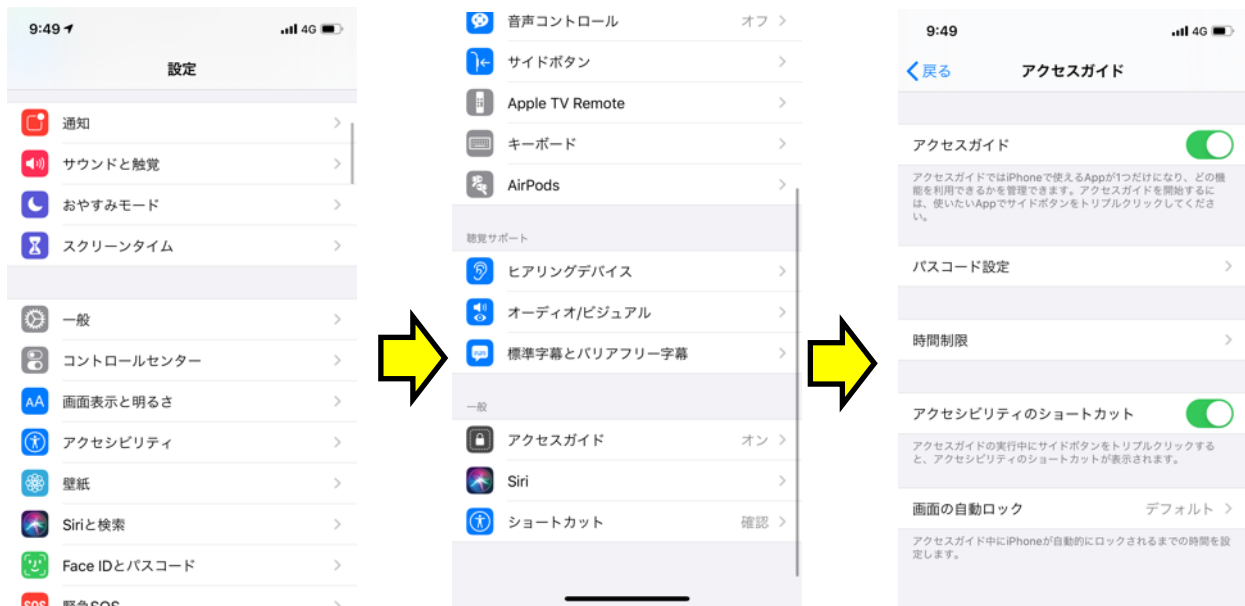 9:49
4G
設定
通知
サウンドと触覚
おやすみモード
スクリーンタイム
一般
コントロールセンター
AA
画面表示と明るさ
アクセシビリティ
壁紙
Siriと検索
Face IDとパスコード
SOS
緊急SOS
音声コントロール
オフ
サイドボタン
Apple TV Remote
キーボード
AirPods
聴覚サポート
ヒアリングデバイス
オーディオ/ビジュアル
標準字幕とバリアフリー字幕
一般
アクセスガイド
オン
Siri
ショートカット
確認
9:49
4G
戻る
アクセスガイド
アクセスガイド
アクセスガイドではiPhoneで使えるAppが1つだけになり、どの機
能を利用できるかを管理できます。アクセスガイドを開始するに
は、使いたいAppでサイドボタンをトリプルクリックしてくださ
い。
パスコード設定
時間制限
アクセシビリティのショートカット
アクセスガイドの実行中にサイドボタンをトリプルクリックする
と、アクセシビリティのショートカットが表示されます。
画面の自動ロック
デフォルト
アクセスガイド中にiPhoneが自動的にロックされるまでの時間を設
定します。